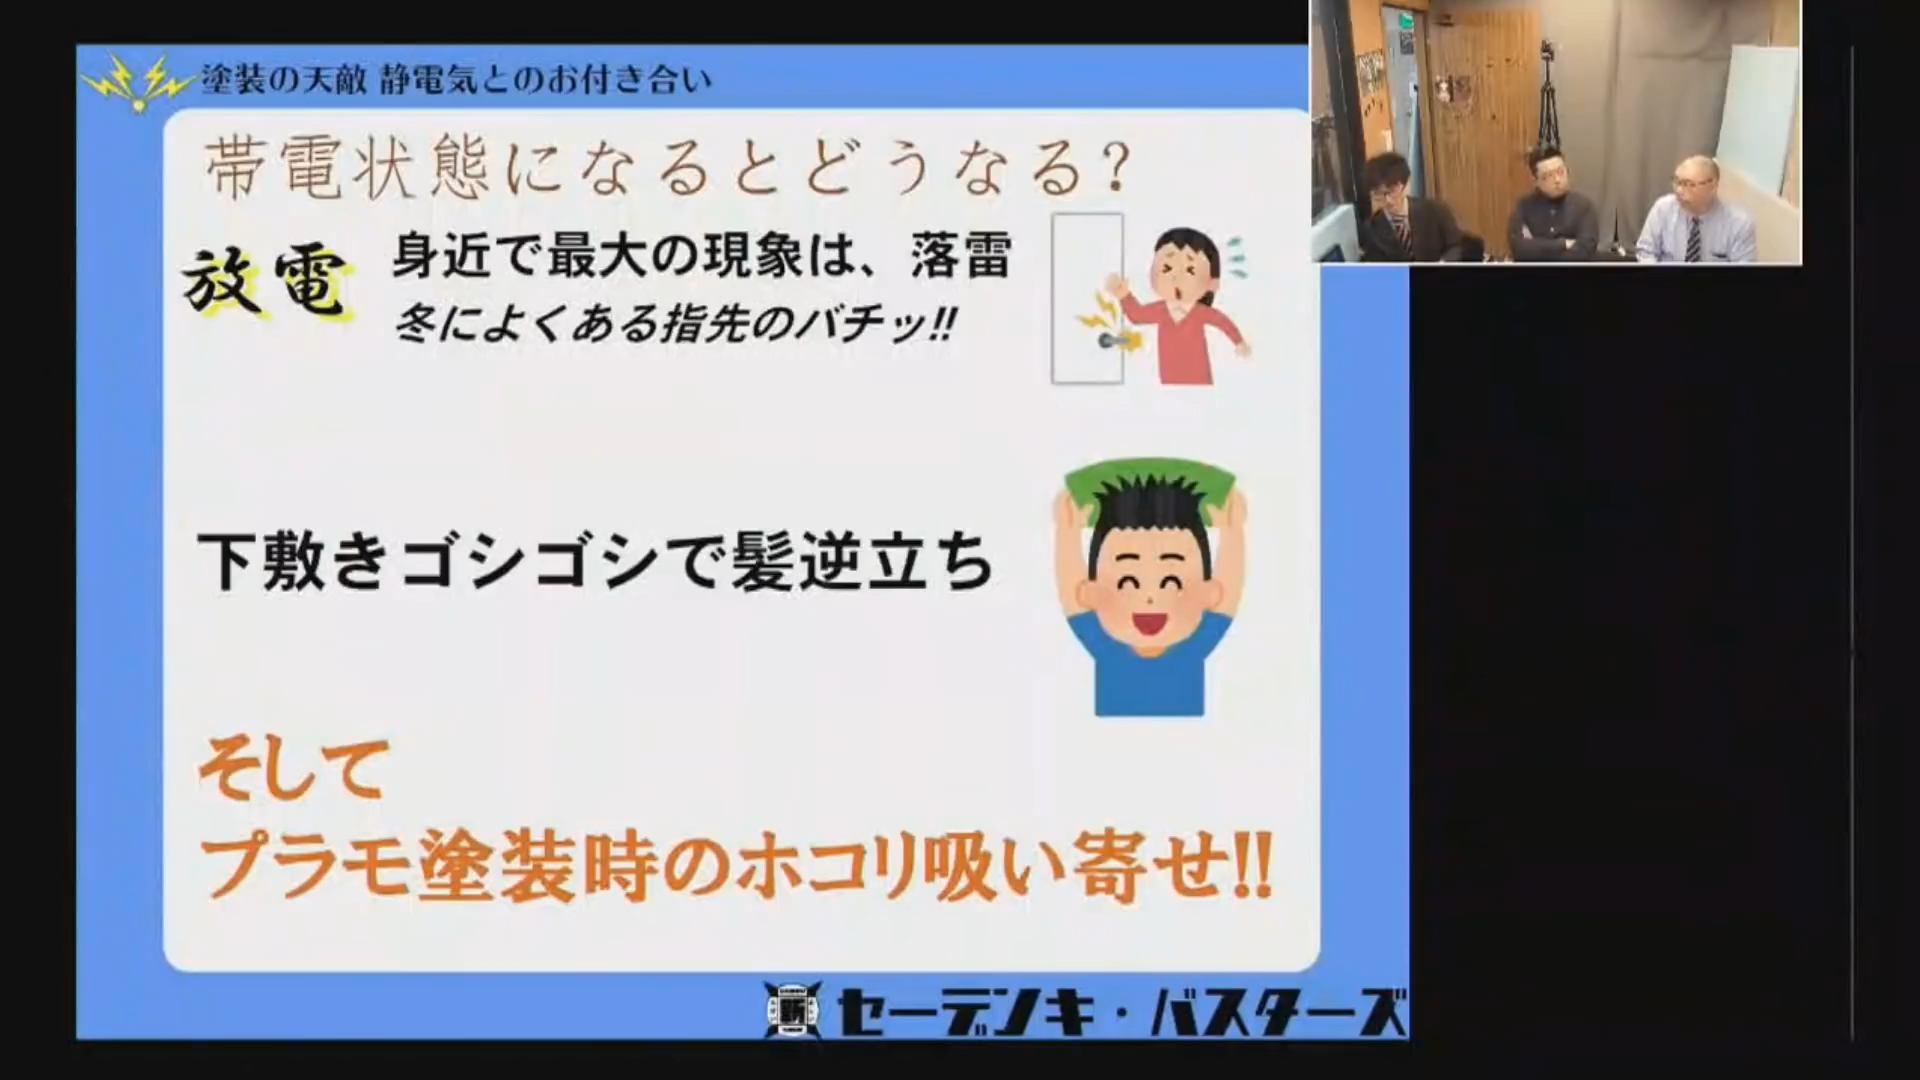 塗装の天敵 静電気とのお付き合い
帯電状態になるとどうなる?
放電
身近で最大の現象は、落雷
冬によくある指先のバチッ!!
下敷きゴシゴシで髪逆立ち
そして
プラモ塗装時のホコリ吸い寄せ!!
新
セーデンキ・バスターズ